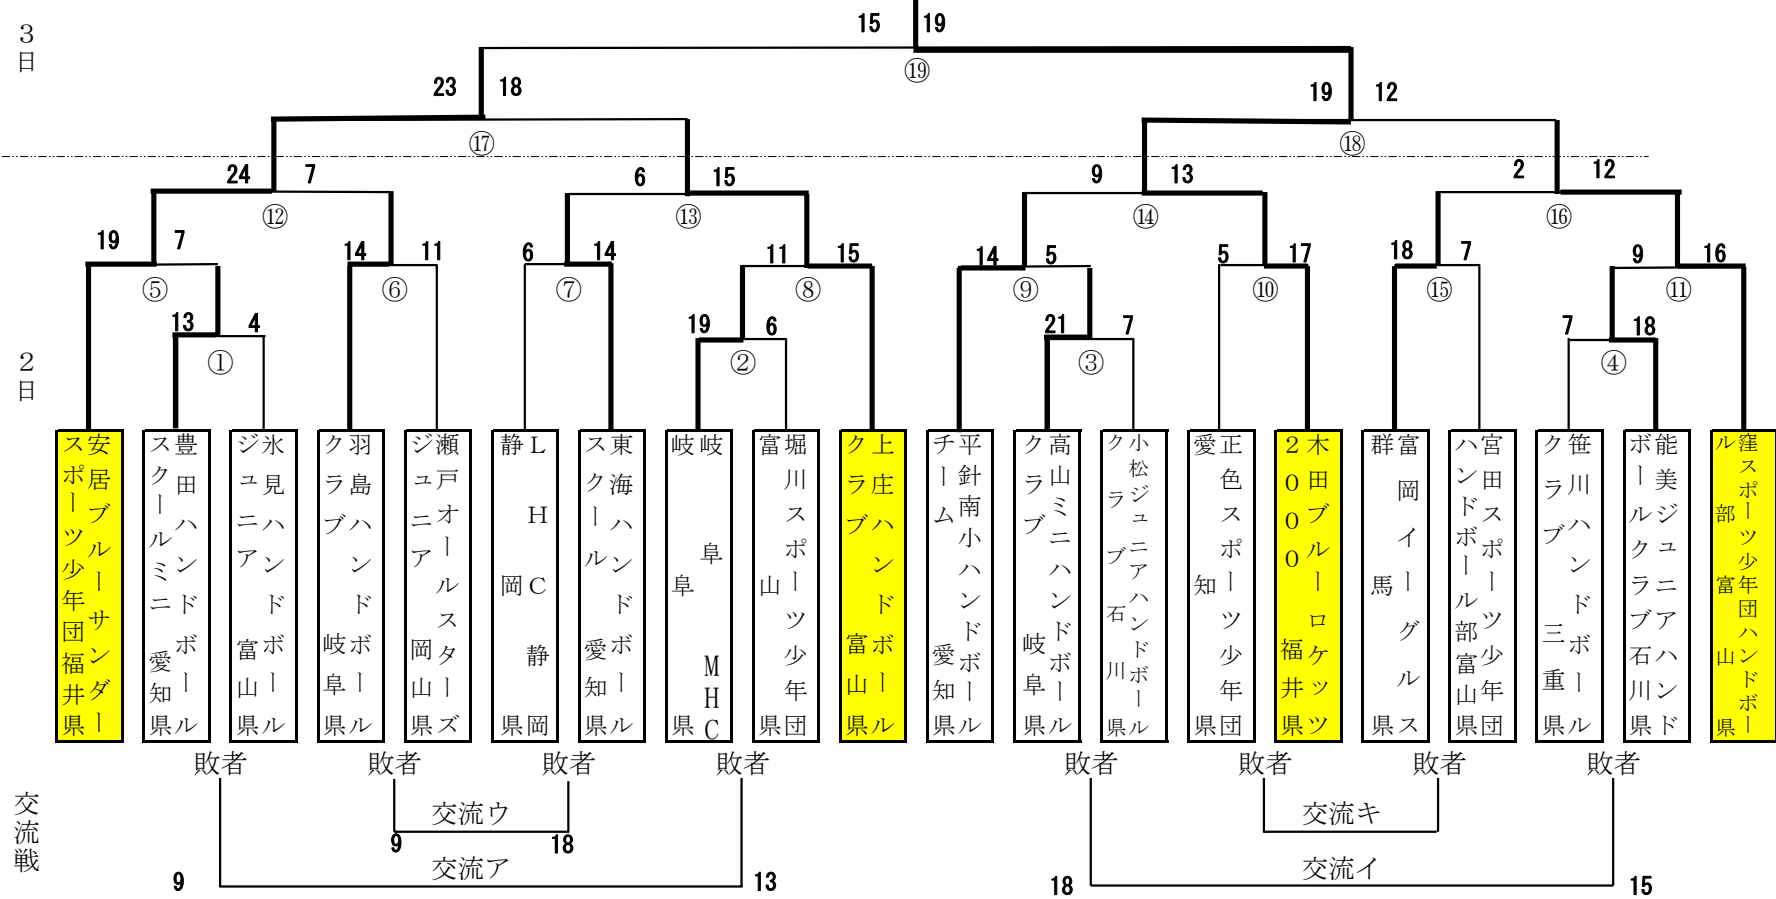 3日
15 19
⑲
23 18
19 12
⑰
⑱
24 7
6 15
9 13
2 12
⑫
⑬
⑭
⑯
19 7
14 11
6 14
11 15
14 5
5 17
18 7
9 16
⑤
⑥
⑦
⑧
⑨
⑩
⑮
⑪
13 4
19 6
21 7
7 18
①
②
③
④
2日
安居ブルーサンダー
スポーツ少年団福井県
豊田ハンドボール
スクールミニ 愛知県
氷見ハンドボール
ジュニア 富山県
羽島ハンドボール
クラブ 岐阜県
瀬戸オールスターズ
ジュニア 岡山県
LHC静岡
静岡県
東海ハンドボール
スクール 愛知県
岐阜MHC
岐阜県
堀川スポーツ少年団
富山県
上庄ハンドボール
クラブ 富山県
平針南小ハンドボール
チーム 愛知県
高山ミニハンドボール
クラブ 岐阜県
小松ジュニアハンドボール
クラブ 石川県
正色スポーツ少年団
愛知県
木田ブルーロケッツ
2000 福井県
富岡イーグルス
群馬県
宮田スポーツ少年団
ハンドボール部富山県
笹川ハンドボール
クラブ 三重県
能美ジュニアハンド
ボールクラブ石川県
窪スポーツ少年団ハンドボー
ル部 富山県
敗者 敗者 敗者 敗者 敗者 敗者 敗者 敗者
交流戦
交流ウ
9 18
交流ア
9 13
交流キ
交流イ
18 15